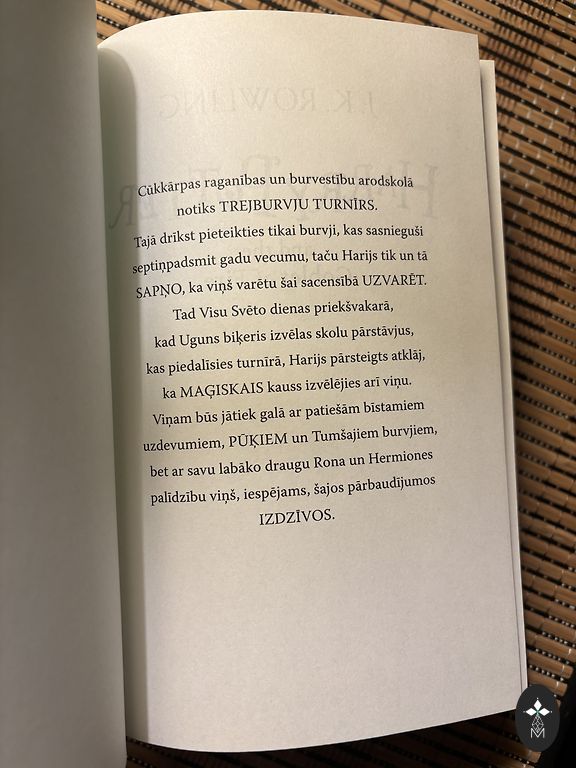 Cūkkārpas raganības un burvestību arodskolā
notiks TREJBURVJU TURNĪRS.
Tajā drīkst pieteikties tikai burvji, kas sasnieguši
septiņpadsmit gadu vecumu, taču Harijs tik un tā
SAPŅO, ka viņš varētu šai sacensībā UZVARĒT.
Tad Visu Svēto dienas priekšvakarā,
kad Uguns biķeris izvēlas skolu pārstāvjus,
kas piedalīsies turnīrā, Harijs pārsteigts atklāj,
ka MAĢISKAIS kauss izvēlējies arī viņu.
Viņam būs jātiek galā ar patiešām bīstamiem
uzdevumiem, PŪĶIEM un Tumšajiem burvjiem,
bet ar savu labāko draugu Rona un Hermiones
palīdzību viņš, iespējams, šajos pārbaudījumos
IZDZĪVOS.